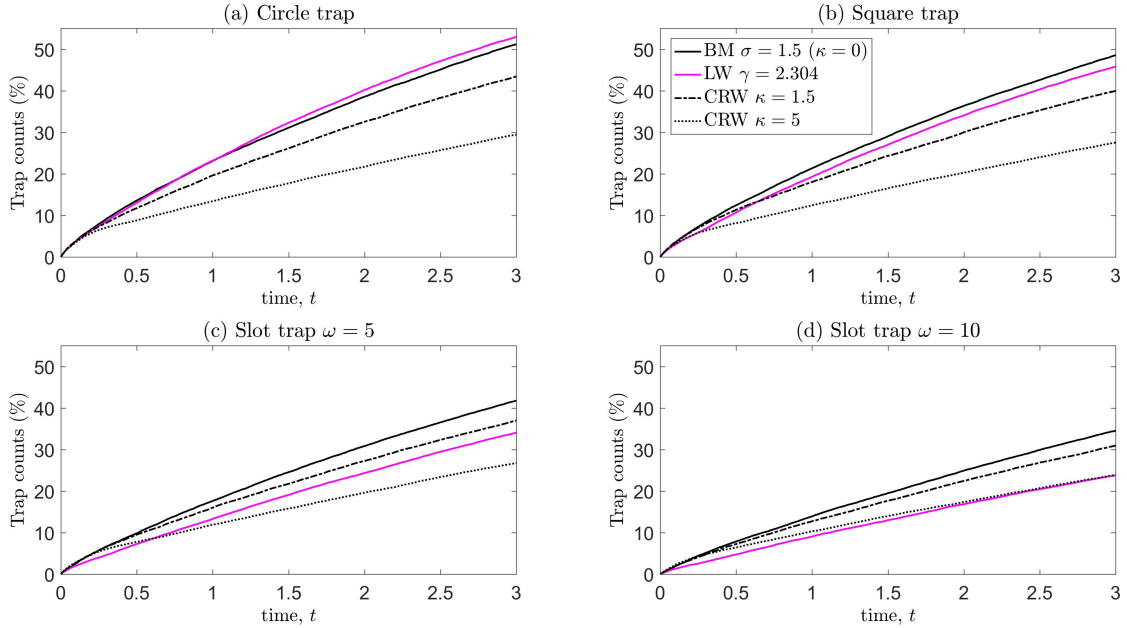 (a) Circle trap
50
40
30
20
10
0
Trap counts (%)
0 0.5 1 1.5 2 2.5 3
time, t
(b) Square trap
BM σ = 1.5 (κ = 0)
LW γ = 2.304
CRW κ = 1.5
CRW κ = 5
50
40
30
20
10
0
Trap counts (%)
0 0.5 1 1.5 2 2.5 3
time, t
(c) Slot trap ω = 5
50
40
30
20
10
0
Trap counts (%)
0 0.5 1 1.5 2 2.5 3
time, t
(d) Slot trap ω = 10
50
40
30
20
10
0
Trap counts (%)
0 0.5 1 1.5 2 2.5 3
time, t